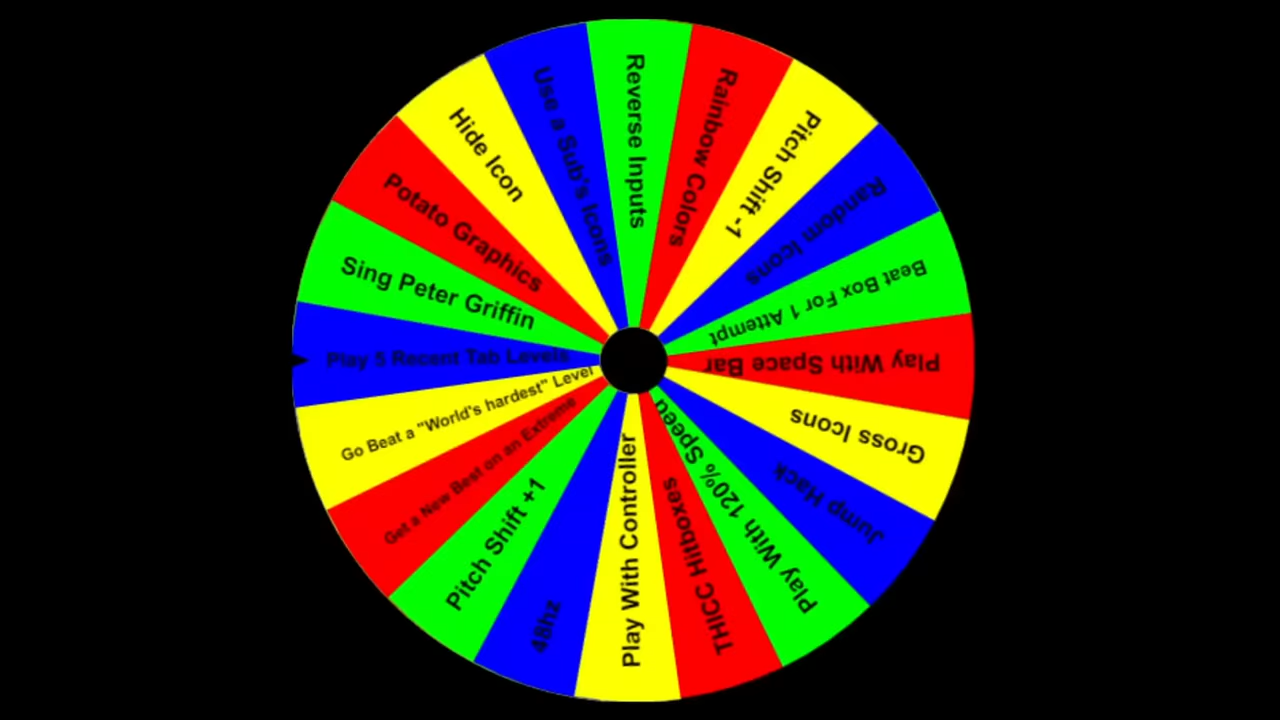 Reverse Inputs
Rainbow Colors
Pitch Shift -1
Random Icons
Beat Box For 1 Attempt
Play With Space Bar
Gross Icons
Jump Hack
Play With 120% Speed
THICC Hitboxes
Play With Controller
48hz
Pitch Shift +1
Get a New Best on an Extreme
Go Beat a "World's hardest" Level
Play 5 Recent Tab Levels
Sing Peter Griffin
Potato Graphics
Hide Icon
Use a Sub's Icons